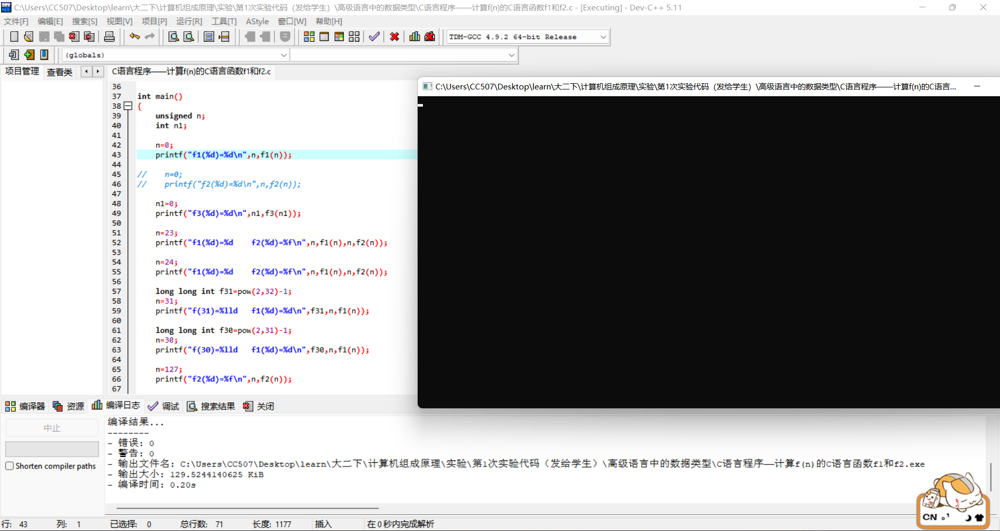 C:\Users\CC507\Desktop\learn\大二下\计算机组成原理\实验\第1次实验代码（发给学生）\高级语言中的数据类型\C语言程序——计算f(n)的C语言函数f1和f2.c - [Executing] - Dev-C++ 5.11
文件[F] 编辑[E] 搜索[S] 视图[V] 项目[P] 运行[R] 工具[T] AStyle 窗口[W] 帮助[H]
TDM-GCC 4.9.2 64-bit Release
(globals)
项目管理 查看类
C语言程序——计算f(n)的C语言函数f1和f2.c
36
37 int main()
38 {
39 unsigned n;
40 int n1;
41
42 n=0;
43 printf("f1(%d)=%d\n",n,f1(n));
44
45 // n=0;
46 // printf("f2(%d)=%d\n",n,f2(n));
47
48 n1=0;
49 printf("f3(%d)=%d\n",n1,f3(n1));
50
51 n=23;
52 printf("f1(%d)=%d    f2(%d)=%f\n",n,f1(n),n,f2(n));
53
54 n=24;
55 printf("f1(%d)=%d    f2(%d)=%f\n",n,f1(n),n,f2(n));
56
57 long long int f31=pow(2,32)-1;
58 n=31;
59 printf("f(31)=%lld   f1(%d)=%d\n",f31,n,f1(n));
60
61 long long int f30=pow(2,31)-1;
62 n=30;
63 printf("f(30)=%lld   f1(%d)=%d\n",f30,n,f1(n));
64
65 n=127;
66 printf("f2(%d)=%f\n",n,f2(n));
67
C:\Users\CC507\Desktop\learn\大二下\计算机组成原理\实验\第1次实验代码（发给学生）\高级语言中的数据类型\C语言程序——计算f(n)的C语言...
编译器 资源 编译日志 调试 搜索结果 关闭
中止
Shorten compiler paths
编译结果...
--------
- 错误: 0
- 警告: 0
- 输出文件名: C:\Users\CC507\Desktop\learn\大二下\计算机组成原理\实验\第1次实验代码（发给学生）\高级语言中的数据类型\C语言程序——计算f(n)的C语言函数f1和f2.exe
- 输出大小: 129.5244140625 KiB
- 编译时间: 0.20s
CN 。’
行: 43 列: 1 已选择: 0 总行数: 71 长度: 1177 插入 在 0 秒内完成解析